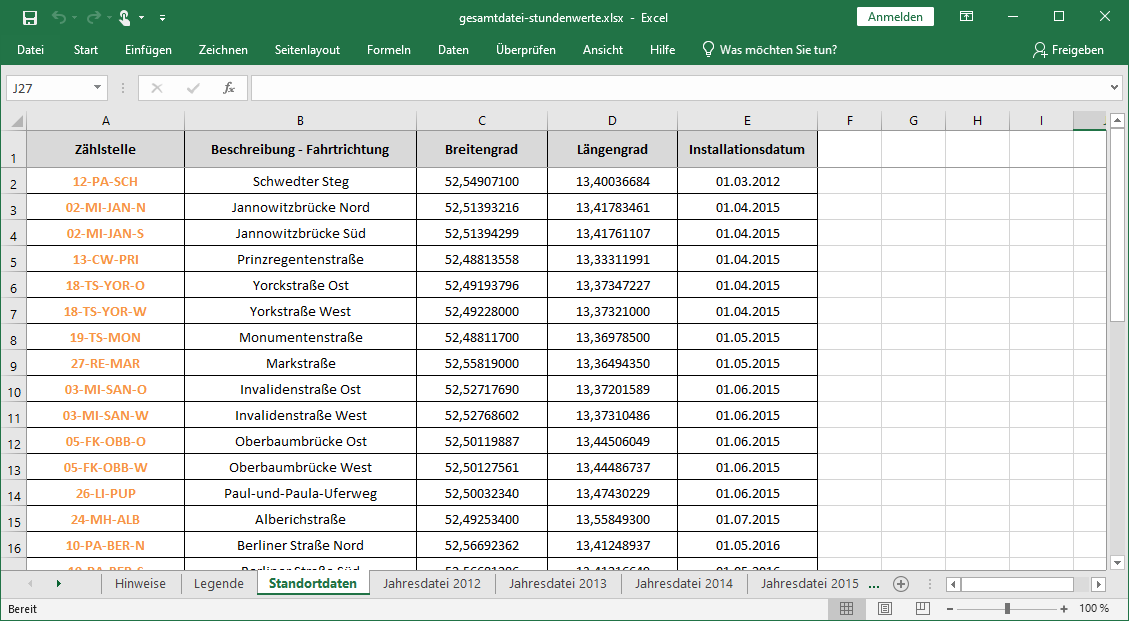 gesamtdatei-stundenwerte.xlsx - Excel
Anmelden
Datei Start Einfügen Zeichnen Seitenlayout Formeln Daten Überprüfen Ansicht Hilfe Was möchten Sie tun? Freigeben
J27 fx
A B C D E F G H I
1 Zählstelle Beschreibung - Fahrtrichtung Breitengrad Längengrad Installationsdatum
2 12-PA-SCH Schwedter Steg 52,54907100 13,40036684 01.03.2012
3 02-MI-JAN-N Jannowitzbrücke Nord 52,51393216 13,41783461 01.04.2015
4 02-MI-JAN-S Jannowitzbrücke Süd 52,51394299 13,41761107 01.04.2015
5 13-CW-PRI Prinzregentenstraße 52,48813558 13,33311991 01.04.2015
6 18-TS-YOR-O Yorckstraße Ost 52,49193796 13,37347227 01.04.2015
7 18-TS-YOR-W Yorkstraße West 52,49228000 13,37321000 01.04.2015
8 19-TS-MON Monumentenstraße 52,48811700 13,36978500 01.05.2015
9 27-RE-MAR Markstraße 52,55819000 13,36494350 01.05.2015
10 03-MI-SAN-O Invalidenstraße Ost 52,52717690 13,37201589 01.06.2015
11 03-MI-SAN-W Invalidenstraße West 52,52768602 13,37310486 01.06.2015
12 05-FK-OBB-O Oberbaumbrücke Ost 52,50119887 13,44506049 01.06.2015
13 05-FK-OBB-W Oberbaumbrücke West 52,50127561 13,44486737 01.06.2015
14 26-LI-PUP Paul-und-Paula-Uferweg 52,50032340 13,47430229 01.06.2015
15 24-MH-ALB Alberichstraße 52,49253400 13,55849300 01.07.2015
16 10-PA-BER-N Berliner Straße Nord 52,56692362 13,41248937 01.05.2016
Hinweise Legende Standortdaten Jahresdatei 2012 Jahresdatei 2013 Jahresdatei 2014 Jahresdatei 2015 ...
Bereit 100 %